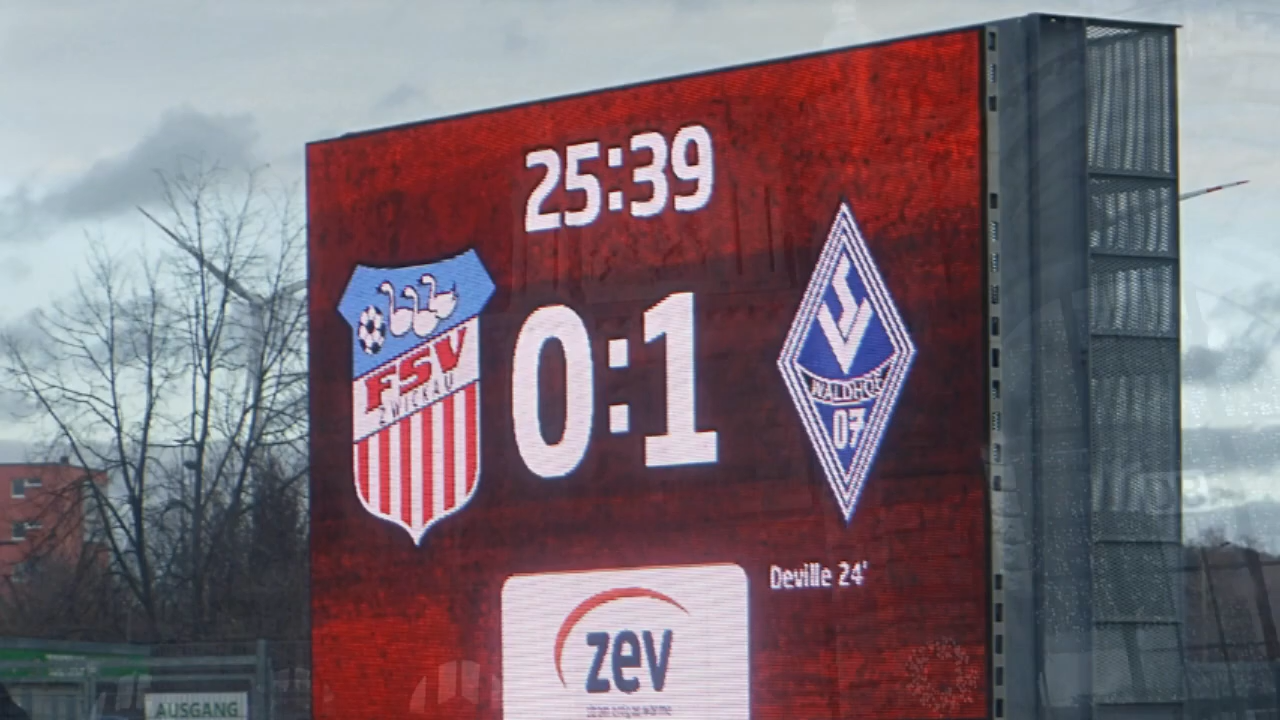 25:39
FSV
ZWICKAU
0:1
WALDHOF
07
Deville 24'
zev
AUSGANG